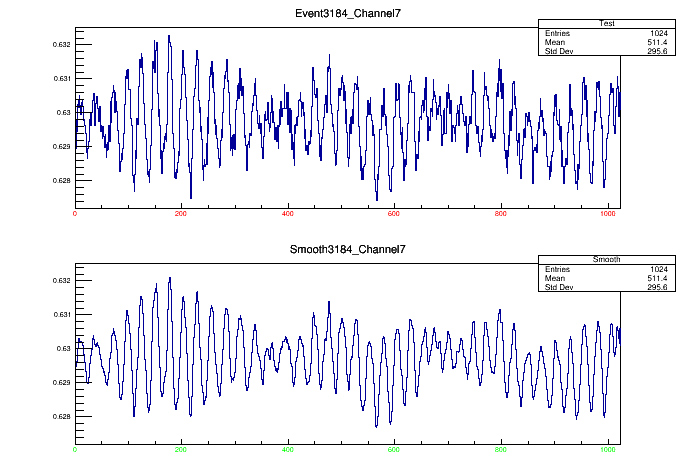 Event3184_Channel7
Test
Entries 1024
Mean 511.4
Std Dev 295.6
0.632
0.631
0.63
0.629
0.628
0 200 400 600 800 1000
Smooth3184_Channel7
Smooth
Entries 1024
Mean 511.4
Std Dev 295.6
0.632
0.631
0.63
0.629
0.628
0 200 400 600 800 1000